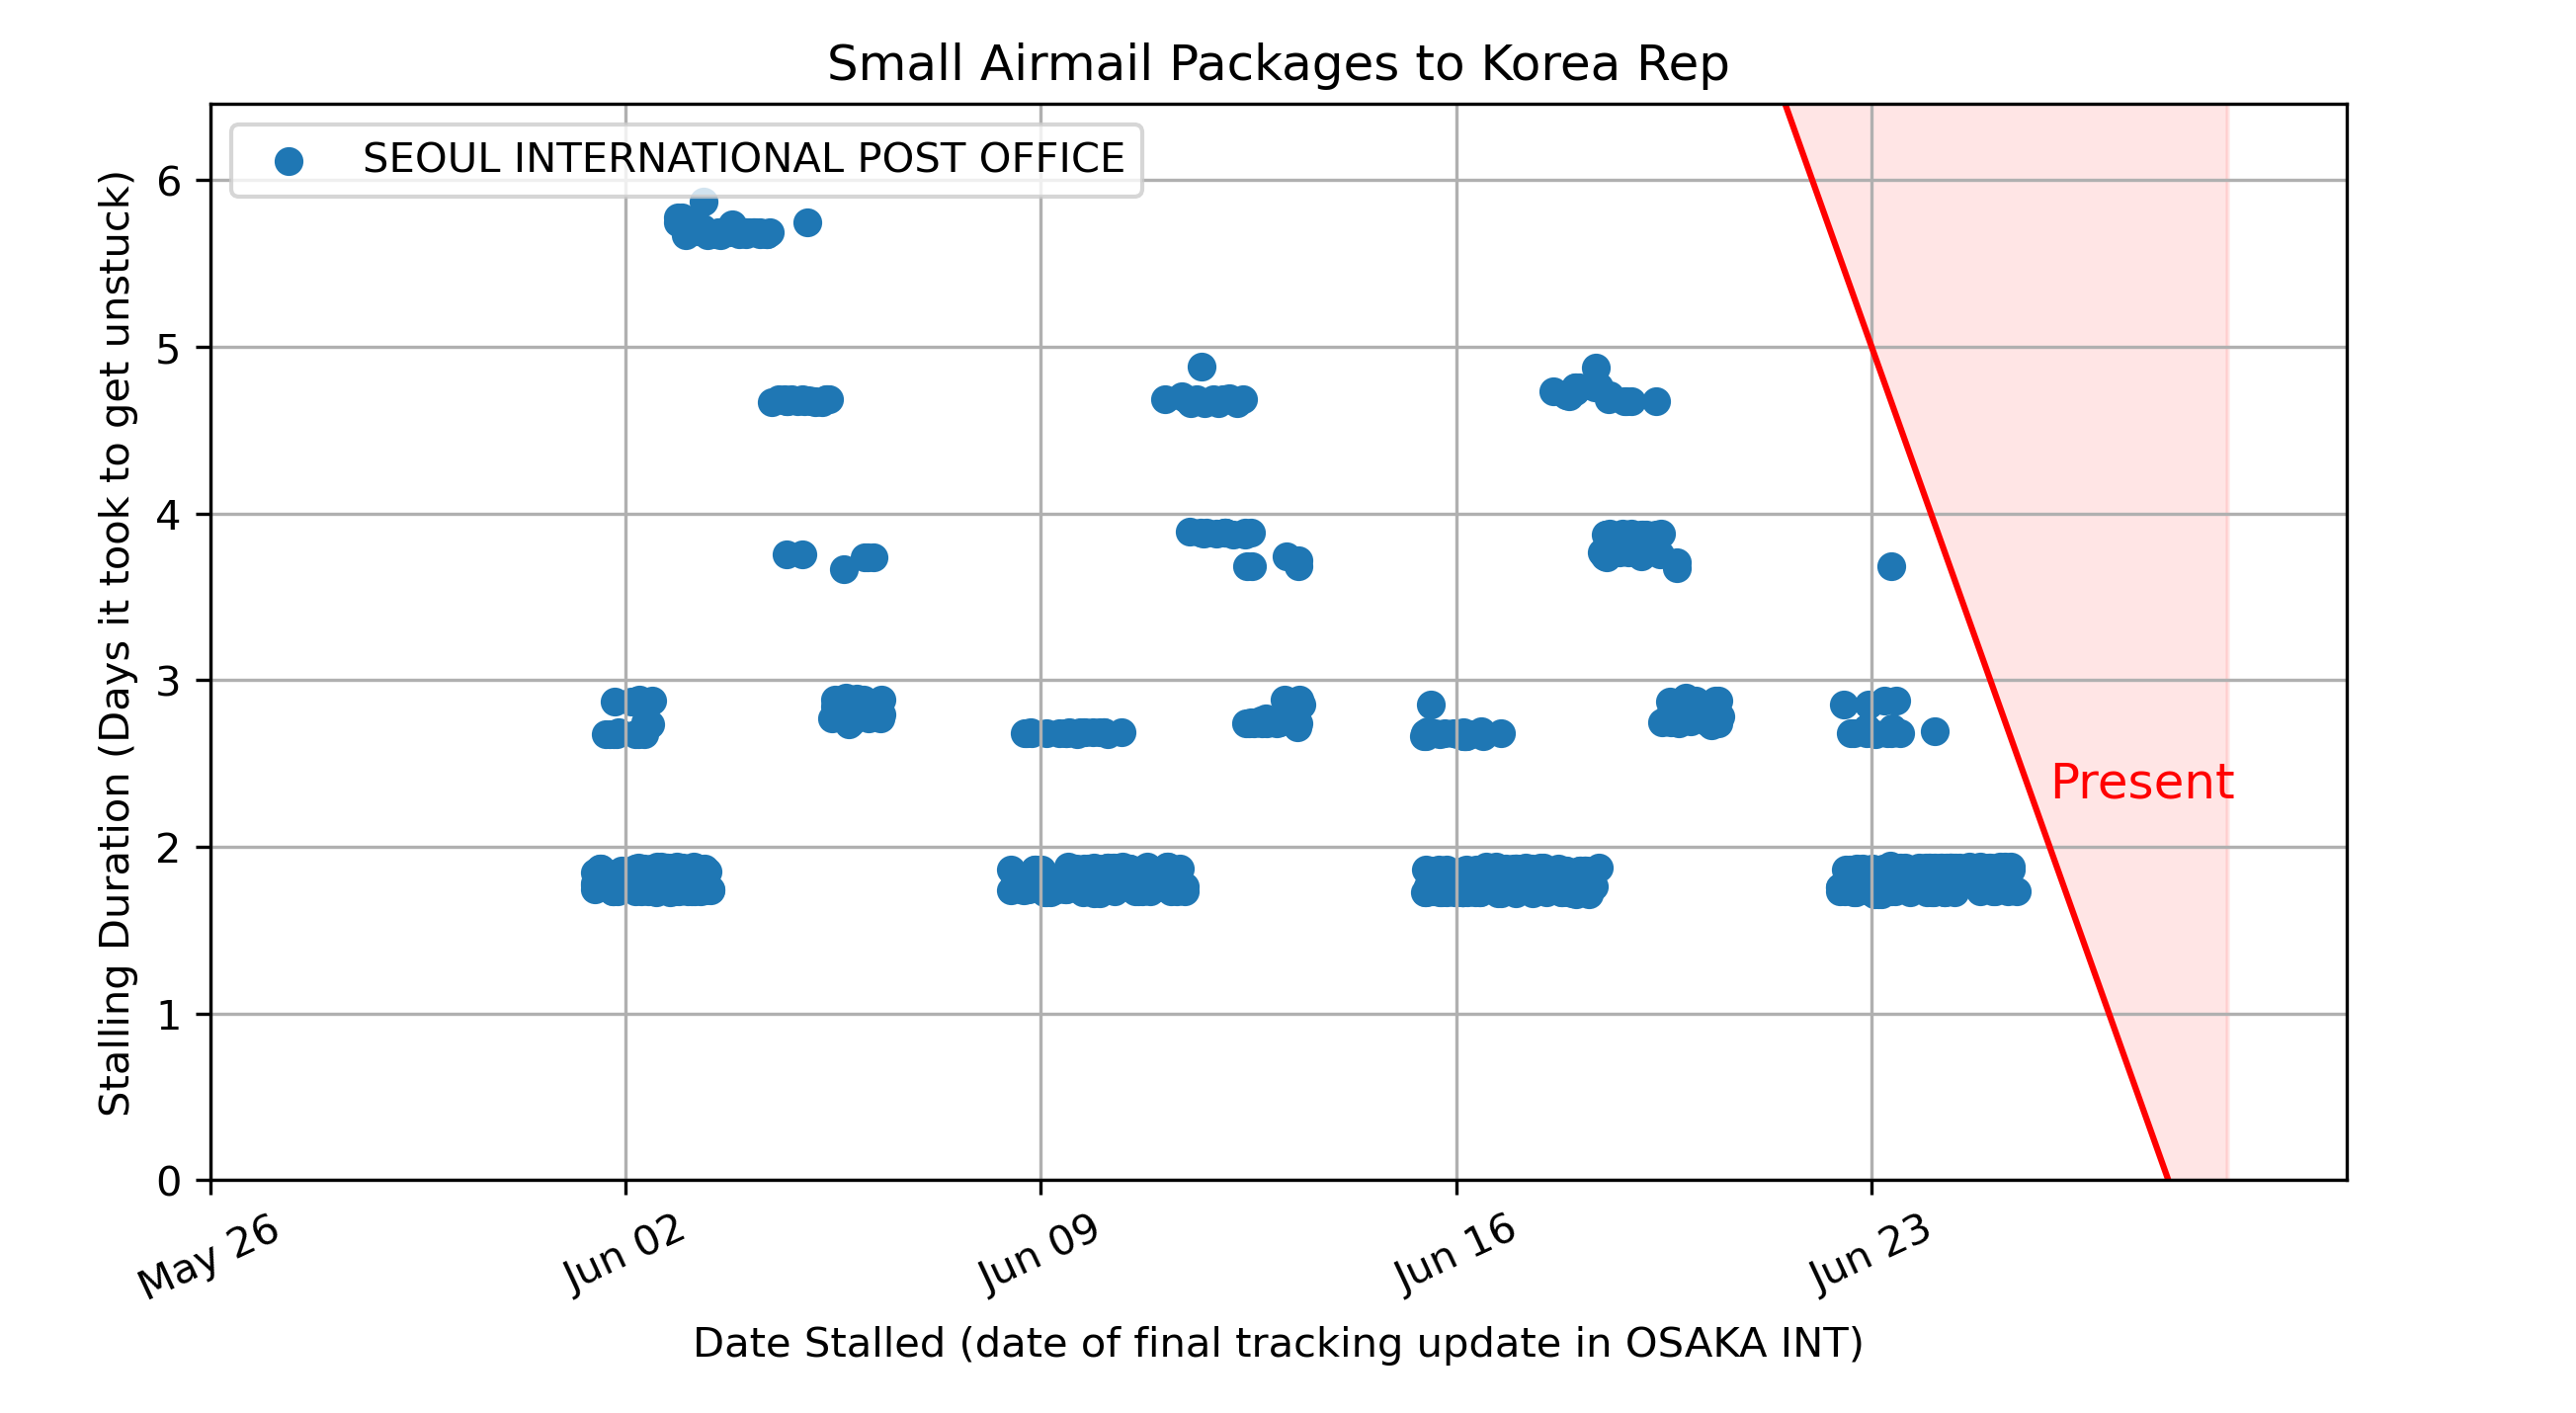 Small Airmail Packages to Korea Rep
SEOUL INTERNATIONAL POST OFFICE
Stalling Duration (Days it took to get unstuck)
6
5
4
3
2
1
0
Present
May 26
Jun 02
Jun 09
Jun 16
Jun 23
Date Stalled (date of final tracking update in OSAKA INT)